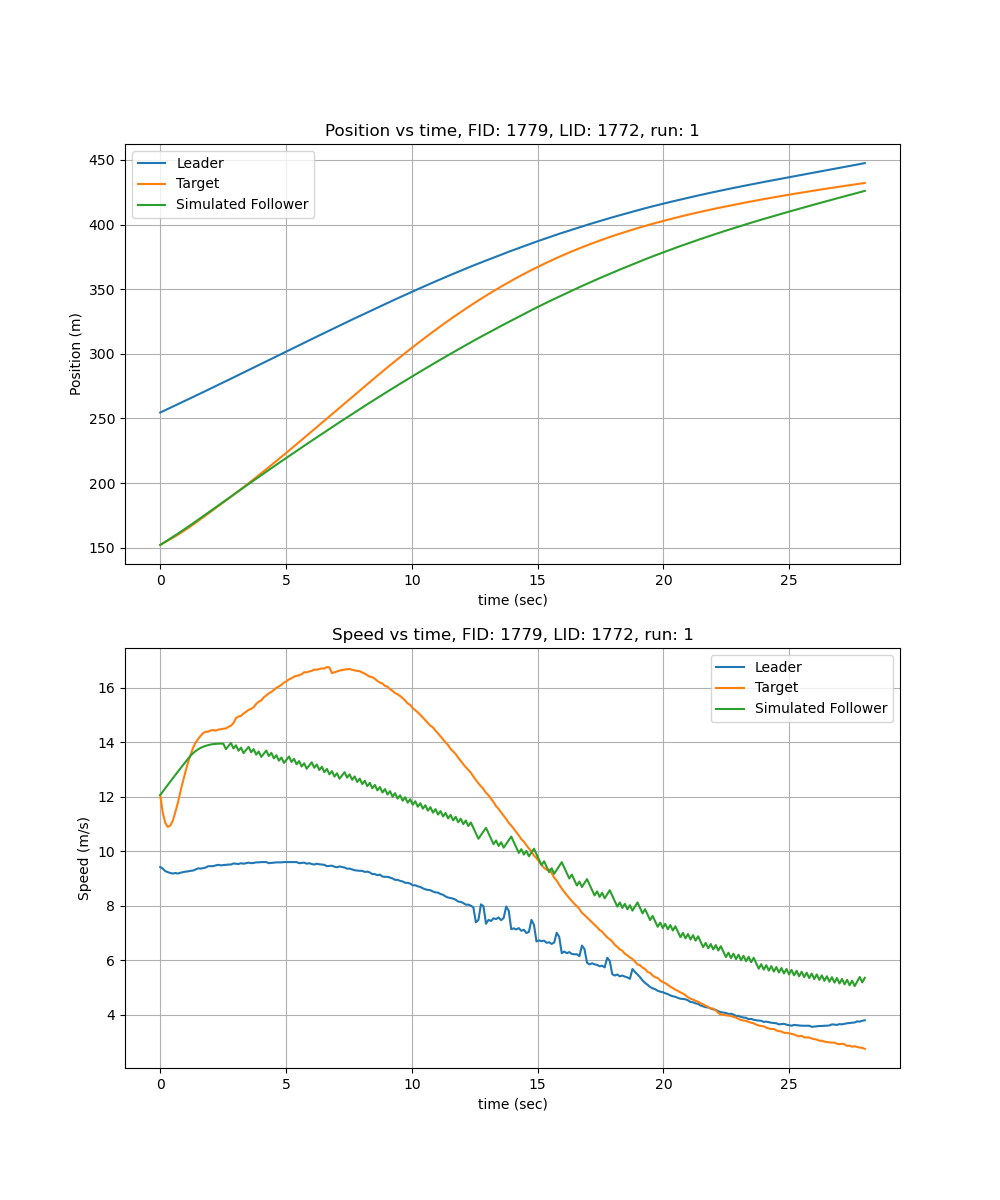 Position vs time, FID: 1779, LID: 1772, run: 1
Leader
Target
Simulated Follower
450
400
350
300
250
200
150
Position (m)
0 5 10 15 20 25
time (sec)
Speed vs time, FID: 1779, LID: 1772, run: 1
Leader
Target
Simulated Follower
16
14
12
10
8
6
4
Speed (m/s)
0 5 10 15 20 25
time (sec)